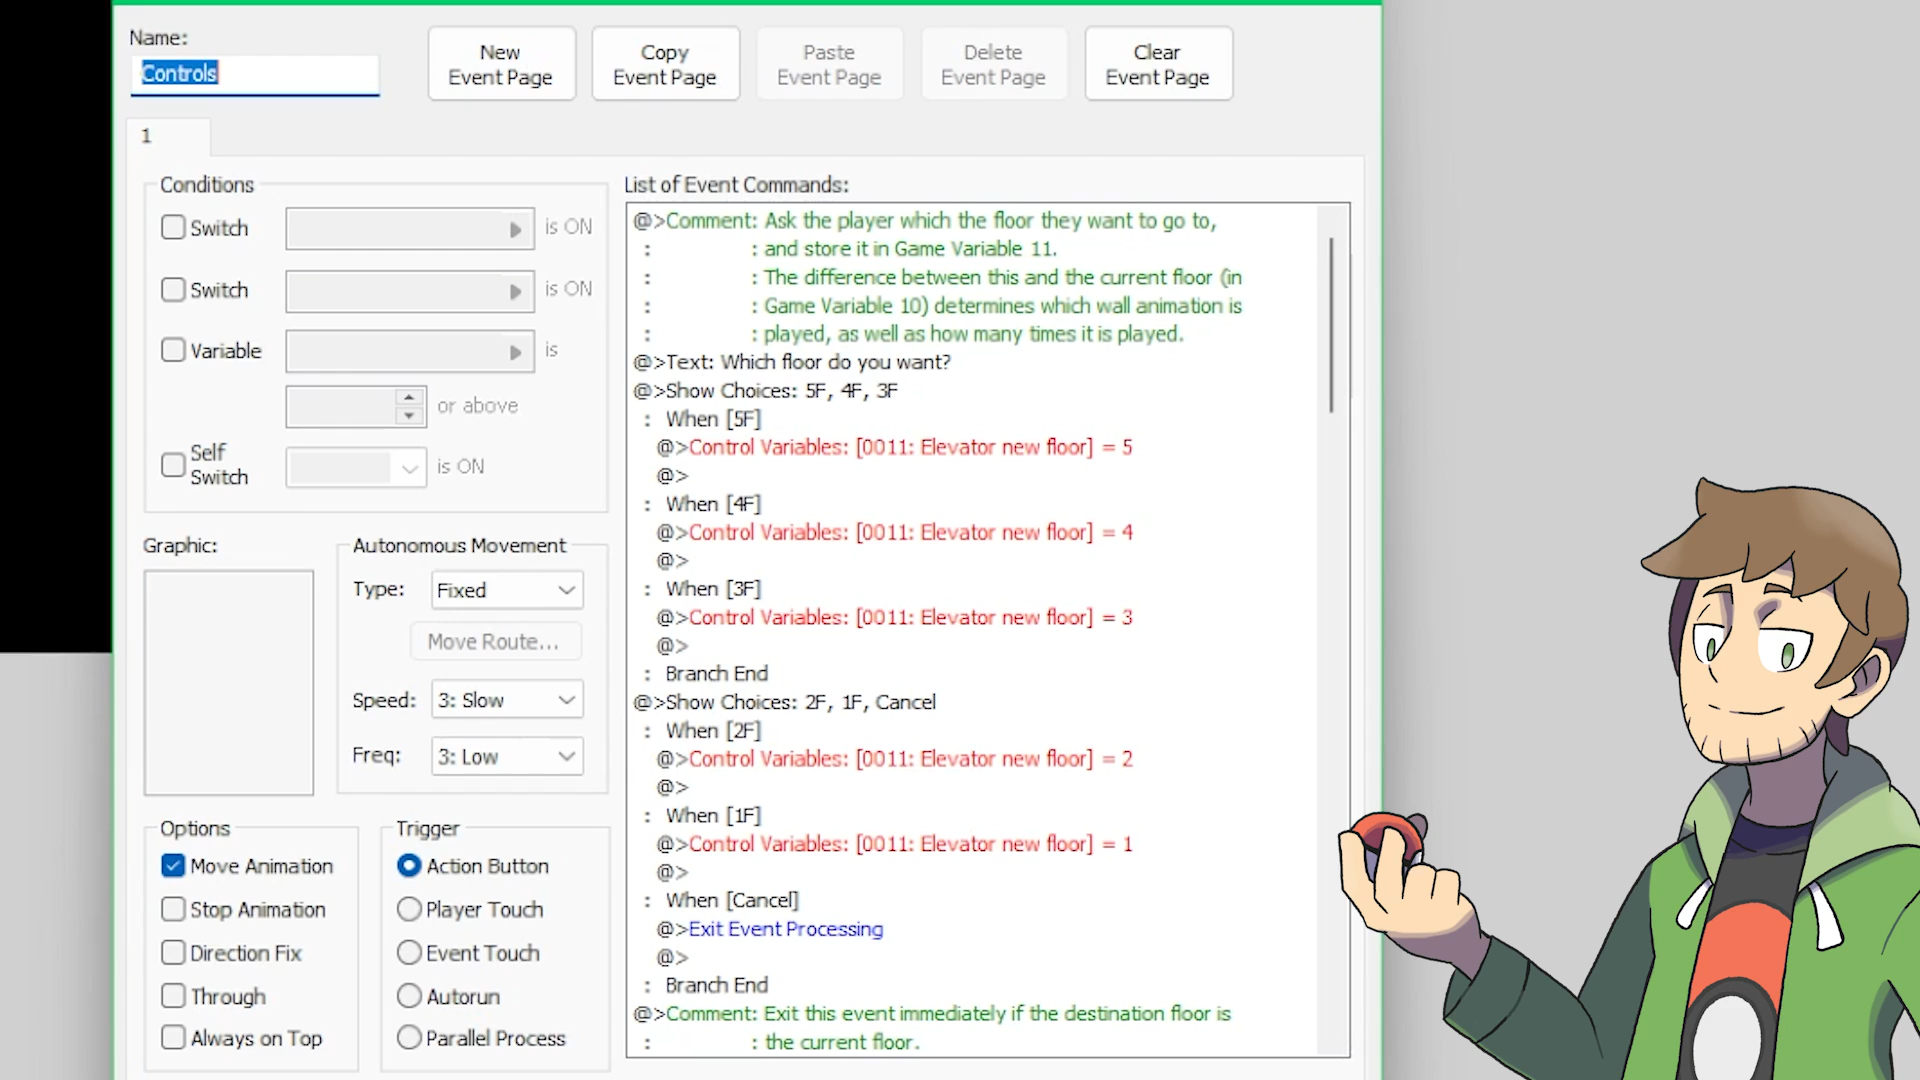 Name:
Controls
New
Event Page
Copy
Event Page
Paste
Event Page
Delete
Event Page
Clear
Event Page
1
Conditions
Switch
is ON
Switch
is ON
Variable
is
or above
Self
Switch
is ON
Graphic:
Autonomous Movement
Type:
Fixed
Move Route...
Speed:
3: Slow
Freq:
3: Low
Options
Move Animation
Stop Animation
Direction Fix
Through
Always on Top
Trigger
Action Button
Player Touch
Event Touch
Autorun
Parallel Process
List of Event Commands:
@>Comment: Ask the player which the floor they want to go to,
: : and store it in Game Variable 11.
: : The difference between this and the current floor (in
: : Game Variable 10) determines which wall animation is
: : played, as well as how many times it is played.
@>Text: Which floor do you want?
@>Show Choices: 5F, 4F, 3F
: When [5F]
@>Control Variables: [0011: Elevator new floor] = 5
@>
: When [4F]
@>Control Variables: [0011: Elevator new floor] = 4
@>
: When [3F]
@>Control Variables: [0011: Elevator new floor] = 3
@>
: Branch End
@>Show Choices: 2F, 1F, Cancel
: When [2F]
@>Control Variables: [0011: Elevator new floor] = 2
@>
: When [1F]
@>Control Variables: [0011: Elevator new floor] = 1
@>
: When [Cancel]
@>Exit Event Processing
@>
: Branch End
@>Comment: Exit this event immediately if the destination floor is
: : the current floor.